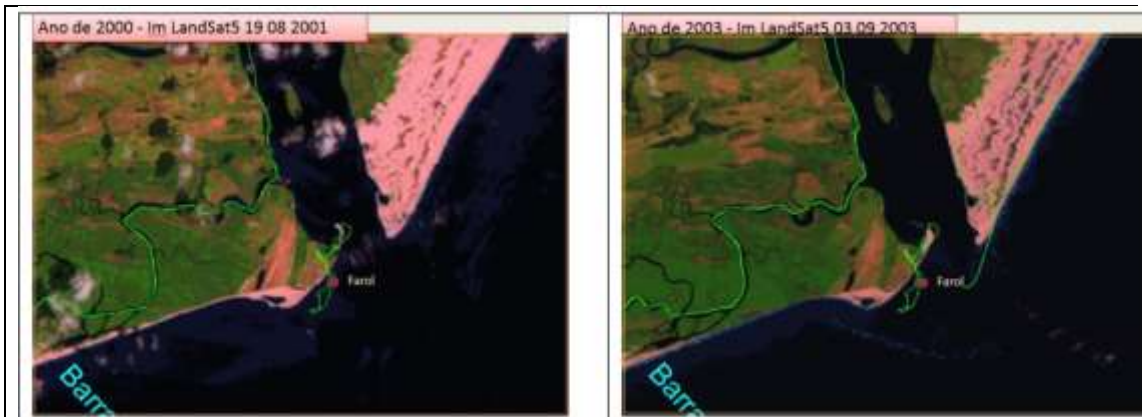 Ano de 2000 - Im LandSat5 19 08 2001
Farol
Barra
Ano de 2003 - Im LandSat5 03.09.2003
Farol
Barra